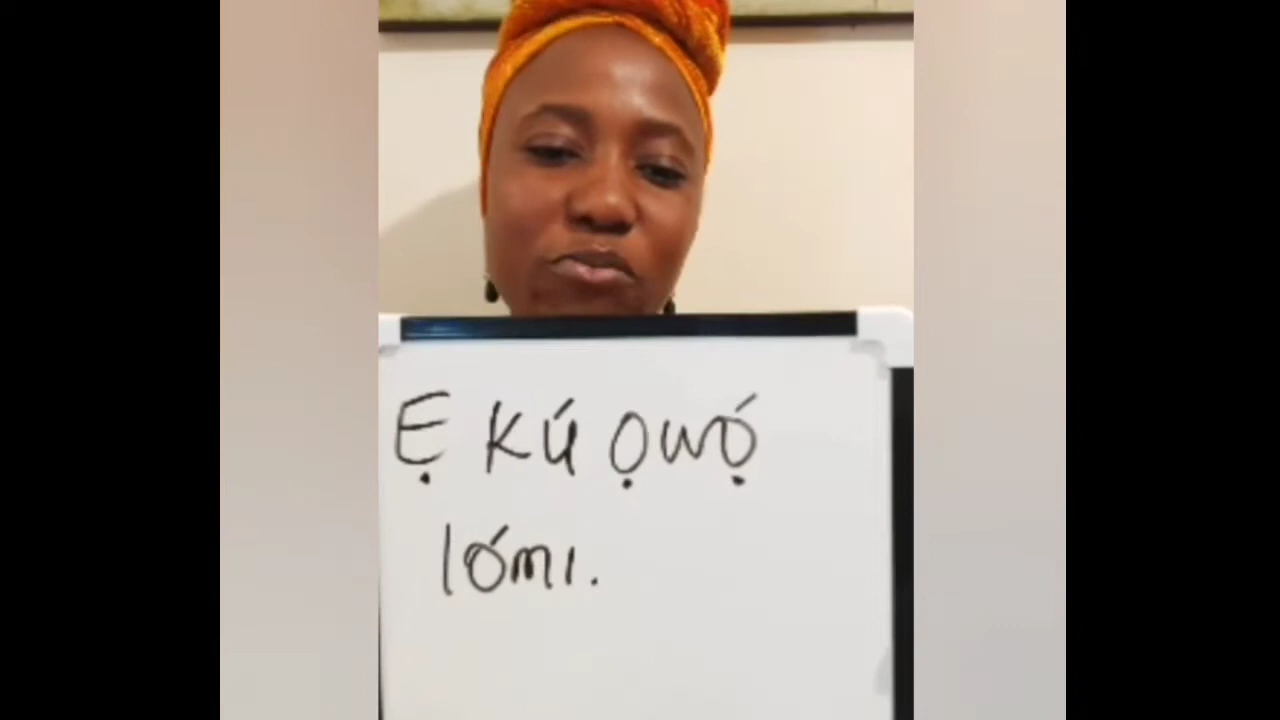 Ẹ kú ọwọ́
lómi.